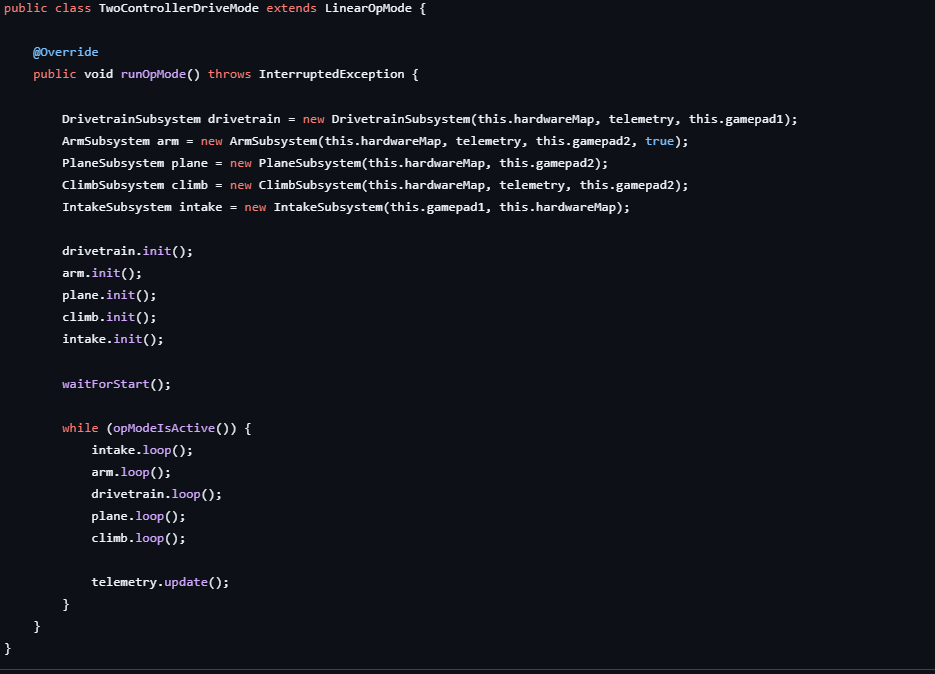 public class TwoControllerDriveMode extends LinearOpMode {
@Override
public void runOpMode() throws InterruptedException {
DrivetrainSubsystem drivetrain = new DrivetrainSubsystem(this.hardwareMap, telemetry, this.gamepad1);
ArmSubsystem arm = new ArmSubsystem(this.hardwareMap, telemetry, this.gamepad2, true);
PlaneSubsystem plane = new PlaneSubsystem(this.hardwareMap, this.gamepad2);
ClimbSubsystem climb = new ClimbSubsystem(this.hardwareMap, telemetry, this.gamepad2);
IntakeSubsystem intake = new IntakeSubsystem(this.gamepad1, this.hardwareMap);
drivetrain.init();
arm.init();
plane.init();
climb.init();
intake.init();
waitForStart();
while (opModeIsActive()) {
intake.loop();
arm.loop();
drivetrain.loop();
plane.loop();
climb.loop();
telemetry.update();
}
}
}